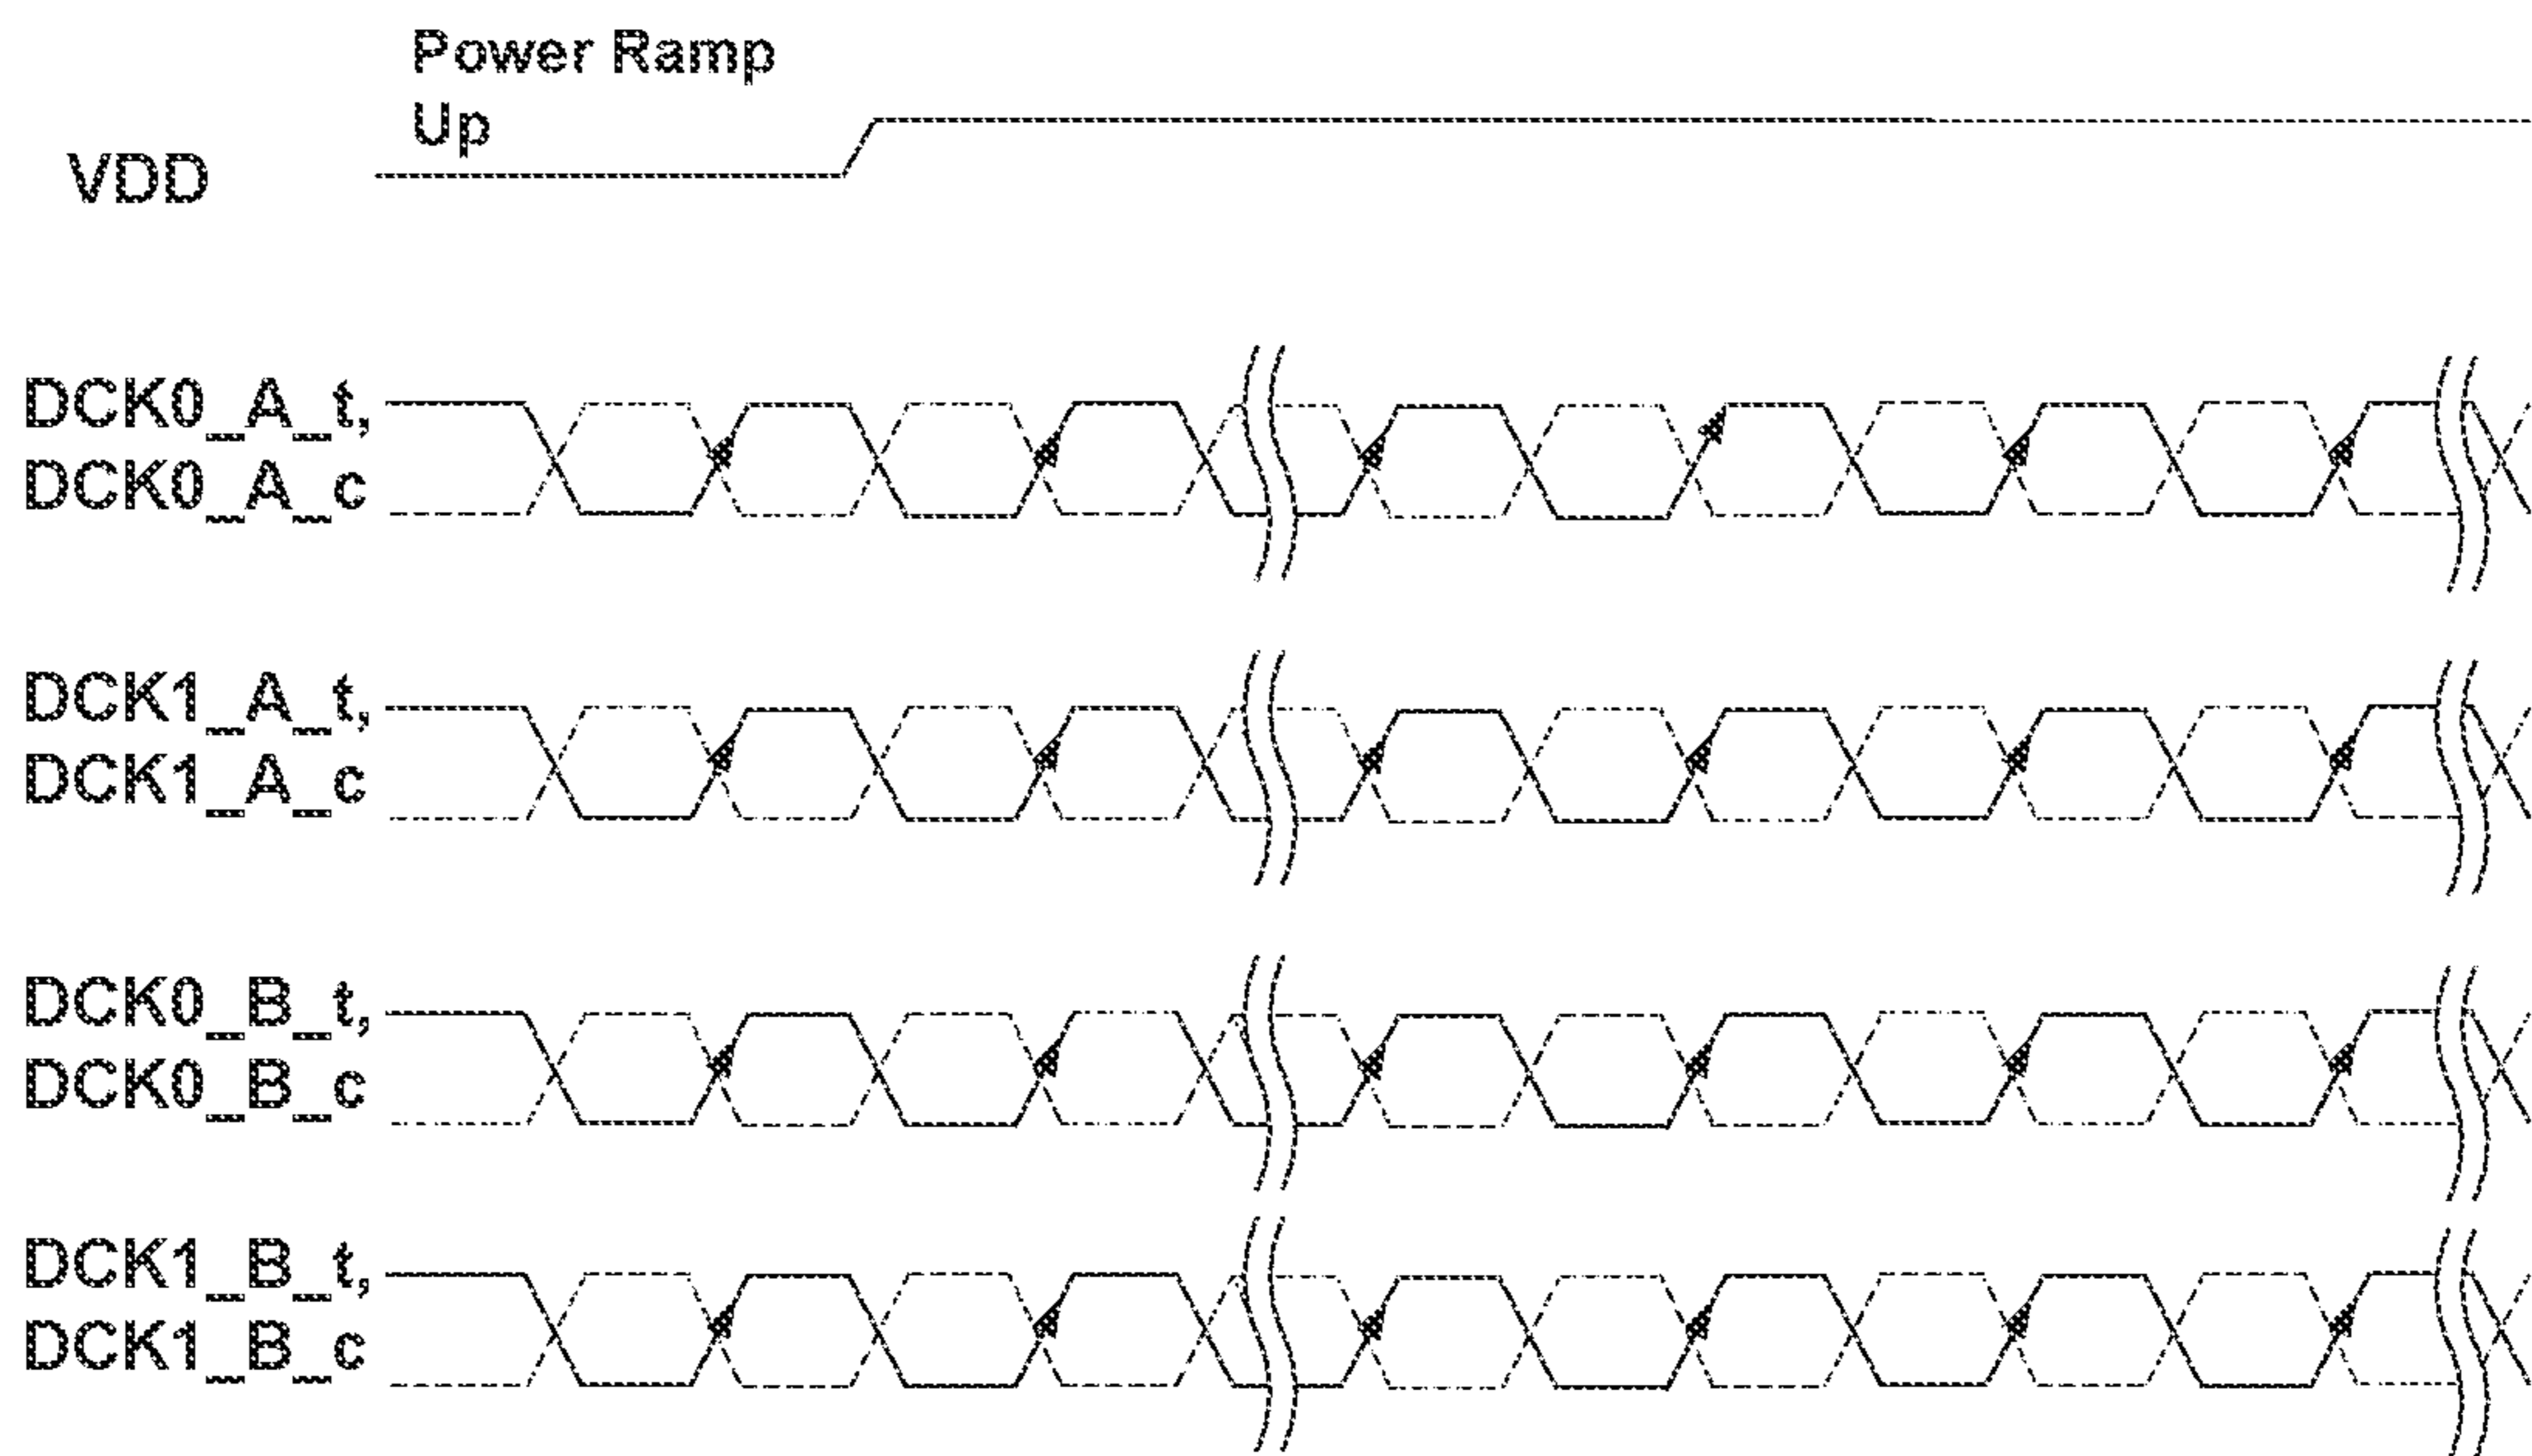 Power Ramp
Up
VDD
DCK0_A_t,
DCK0_A_c
DCK1_A_t,
DCK1_A_c
DCK0_B_t,
DCK0_B_c
DCK1_B_t,
DCK1_B_c